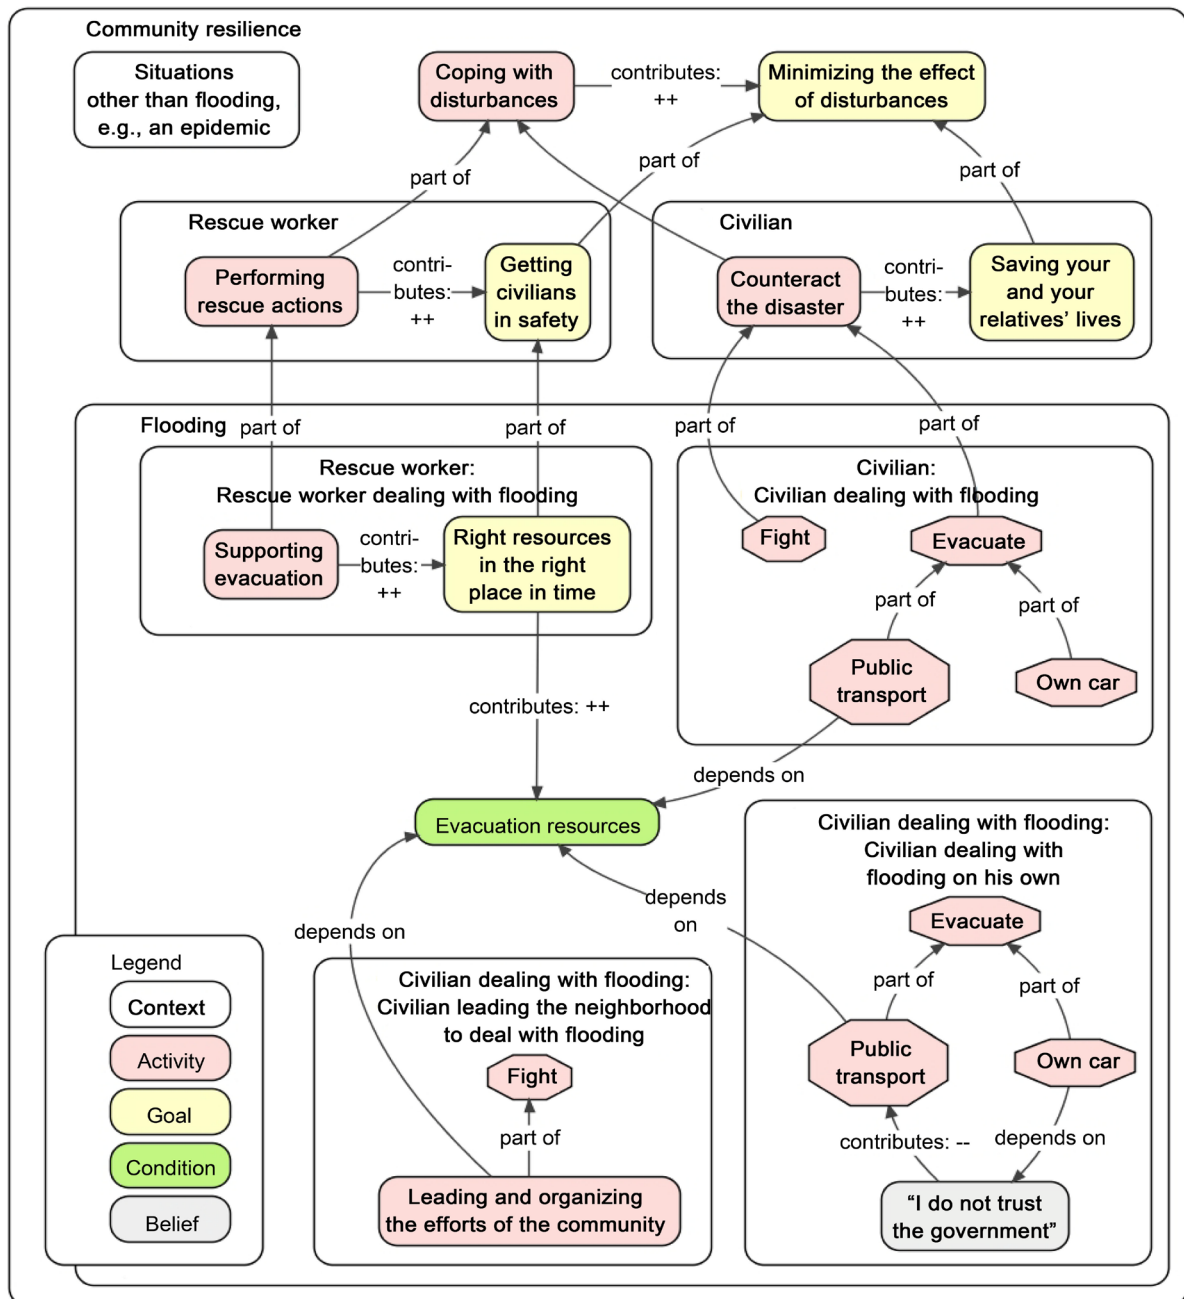 Community resilience
Situations
other than flooding,
e.g., an epidemic
Coping with
disturbances
contributes:
++
Minimizing the effect
of disturbances
part of
part of
part of
Rescue worker
Performing
rescue actions
contri-
butes:
++
Getting
civilians
in safety
Civilian
Counteract
the disaster
contri-
butes:
++
Saving your
and your
relatives’ lives
Flooding
part of
part of
part of
part of
Rescue worker:
Rescue worker dealing with flooding
Supporting
evacuation
contri-
butes:
++
Right resources
in the right
place in time
Civilian:
Civilian dealing with flooding
Fight
Evacuate
part of
part of
Public
transport
Own car
contributes: ++
depends on
Evacuation resources
depends
on
depends on
Civilian dealing with flooding:
Civilian dealing with
flooding on his own
Evacuate
part of
part of
Public
transport
Own car
contributes: --
depends on
“I do not trust
the government”
Civilian dealing with flooding:
Civilian leading the neighborhood
to deal with flooding
Fight
part of
Leading and organizing
the efforts of the community
Legend
Context
Activity
Goal
Condition
Belief